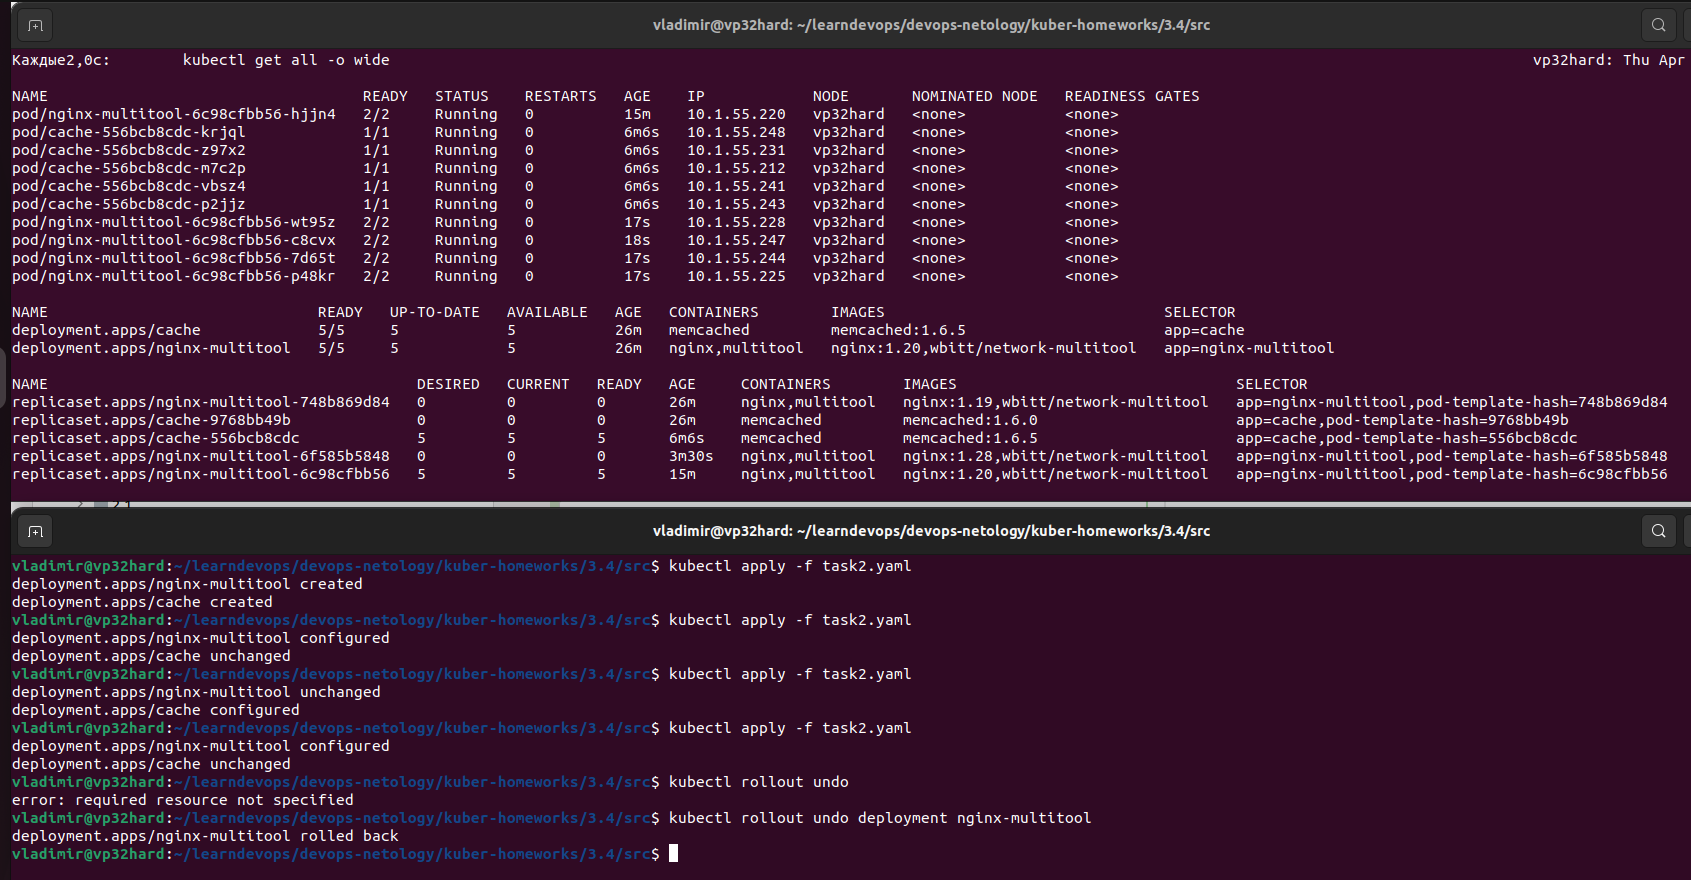 vladimir@vp32hard: ~/learndevops/devops-netology/kuber-homeworks/3.4/src
Каждые2,0с: kubectl get all -o wide vp32hard: Thu Apr
NAME READY STATUS RESTARTS AGE IP NODE NOMINATED NODE READINESS GATES
pod/nginx-multitool-6c98cfbb56-hjjn4 2/2 Running 0 15m 10.1.55.220 vp32hard <none> <none>
pod/cache-556bcb8cdc-krjql 1/1 Running 0 6m6s 10.1.55.248 vp32hard <none> <none>
pod/cache-556bcb8cdc-z97x2 1/1 Running 0 6m6s 10.1.55.231 vp32hard <none> <none>
pod/cache-556bcb8cdc-m7c2p 1/1 Running 0 6m6s 10.1.55.212 vp32hard <none> <none>
pod/cache-556bcb8cdc-vbsz4 1/1 Running 0 6m6s 10.1.55.241 vp32hard <none> <none>
pod/cache-556bcb8cdc-p2jjz 1/1 Running 0 6m6s 10.1.55.243 vp32hard <none> <none>
pod/nginx-multitool-6c98cfbb56-wt95z 2/2 Running 0 17s 10.1.55.228 vp32hard <none> <none>
pod/nginx-multitool-6c98cfbb56-c8cvx 2/2 Running 0 18s 10.1.55.247 vp32hard <none> <none>
pod/nginx-multitool-6c98cfbb56-7d65t 2/2 Running 0 17s 10.1.55.244 vp32hard <none> <none>
pod/nginx-multitool-6c98cfbb56-p48kr 2/2 Running 0 17s 10.1.55.225 vp32hard <none> <none>
NAME READY UP-TO-DATE AVAILABLE AGE CONTAINERS IMAGES SELECTOR
deployment.apps/cache 5/5 5 5 26m memcached memcached:1.6.5 app=cache
deployment.apps/nginx-multitool 5/5 5 5 26m nginx,multitool nginx:1.20,wbitt/network-multitool app=nginx-multitool
NAME DESIRED CURRENT READY AGE CONTAINERS IMAGES SELECTOR
replicaset.apps/nginx-multitool-748b869d84 0 0 0 26m nginx,multitool nginx:1.19,wbitt/network-multitool app=nginx-multitool,pod-template-hash=748b869d84
replicaset.apps/cache-9768bb49b 0 0 0 26m memcached memcached:1.6.0 app=cache,pod-template-hash=9768bb49b
replicaset.apps/cache-556bcb8cdc 5 5 5 6m6s memcached memcached:1.6.5 app=cache,pod-template-hash=556bcb8cdc
replicaset.apps/nginx-multitool-6f585b5848 0 0 0 3m30s nginx,multitool nginx:1.28,wbitt/network-multitool app=nginx-multitool,pod-template-hash=6f585b5848
replicaset.apps/nginx-multitool-6c98cfbb56 5 5 5 15m nginx,multitool nginx:1.20,wbitt/network-multitool app=nginx-multitool,pod-template-hash=6c98cfbb56
vladimir@vp32hard: ~/learndevops/devops-netology/kuber-homeworks/3.4/src
vladimir@vp32hard:~/learndevops/devops-netology/kuber-homeworks/3.4/src$ kubectl apply -f task2.yaml
deployment.apps/nginx-multitool created
deployment.apps/cache created
vladimir@vp32hard:~/learndevops/devops-netology/kuber-homeworks/3.4/src$ kubectl apply -f task2.yaml
deployment.apps/nginx-multitool configured
deployment.apps/cache unchanged
vladimir@vp32hard:~/learndevops/devops-netology/kuber-homeworks/3.4/src$ kubectl apply -f task2.yaml
deployment.apps/nginx-multitool unchanged
deployment.apps/cache configured
vladimir@vp32hard:~/learndevops/devops-netology/kuber-homeworks/3.4/src$ kubectl apply -f task2.yaml
deployment.apps/nginx-multitool configured
deployment.apps/cache unchanged
vladimir@vp32hard:~/learndevops/devops-netology/kuber-homeworks/3.4/src$ kubectl rollout undo
error: required resource not specified
vladimir@vp32hard:~/learndevops/devops-netology/kuber-homeworks/3.4/src$ kubectl rollout undo deployment nginx-multitool
deployment.apps/nginx-multitool rolled back
vladimir@vp32hard:~/learndevops/devops-netology/kuber-homeworks/3.4/src$